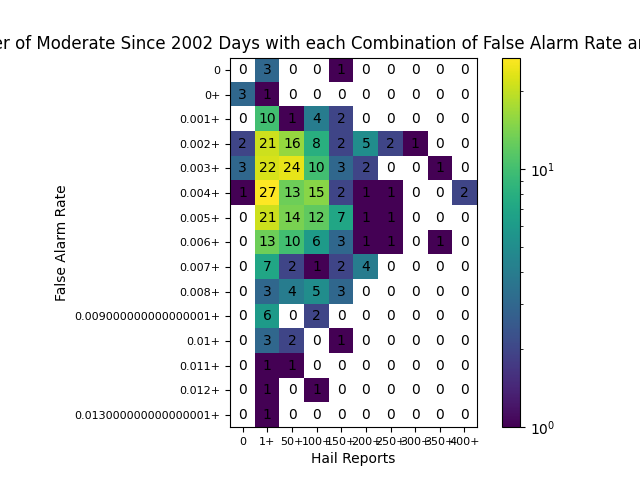 er of Moderate Since 2002 Days with each Combination of False Alarm Rate a
False Alarm Rate
0 0 3 0 0 1 0 0 0 0 0
0+ 3 1 0 0 0 0 0 0 0 0
0.001+ 0 10 1 4 2 0 0 0 0 0
0.002+ 2 21 16 8 2 5 2 1 0 0
0.003+ 3 22 24 10 3 2 0 0 1 0
0.004+ 1 27 13 15 2 1 1 0 0 2
0.005+ 0 21 14 12 7 1 1 0 0 0
0.006+ 0 13 10 6 3 1 1 0 1 0
0.007+ 0 7 2 1 2 4 0 0 0 0
0.008+ 0 3 4 5 3 0 0 0 0 0
0.009000000000000001+ 0 6 0 2 0 0 0 0 0 0
0.01+ 0 3 2 0 1 0 0 0 0 0
0.011+ 0 1 1 0 0 0 0 0 0 0
0.012+ 0 1 0 1 0 0 0 0 0 0
0.013000000000000001+ 0 1 0 0 0 0 0 0 0 0
0 1+ 50+ 100+ 150+ 200+ 250+ 300+ 350+ 400+
Hail Reports
10¹
10⁰